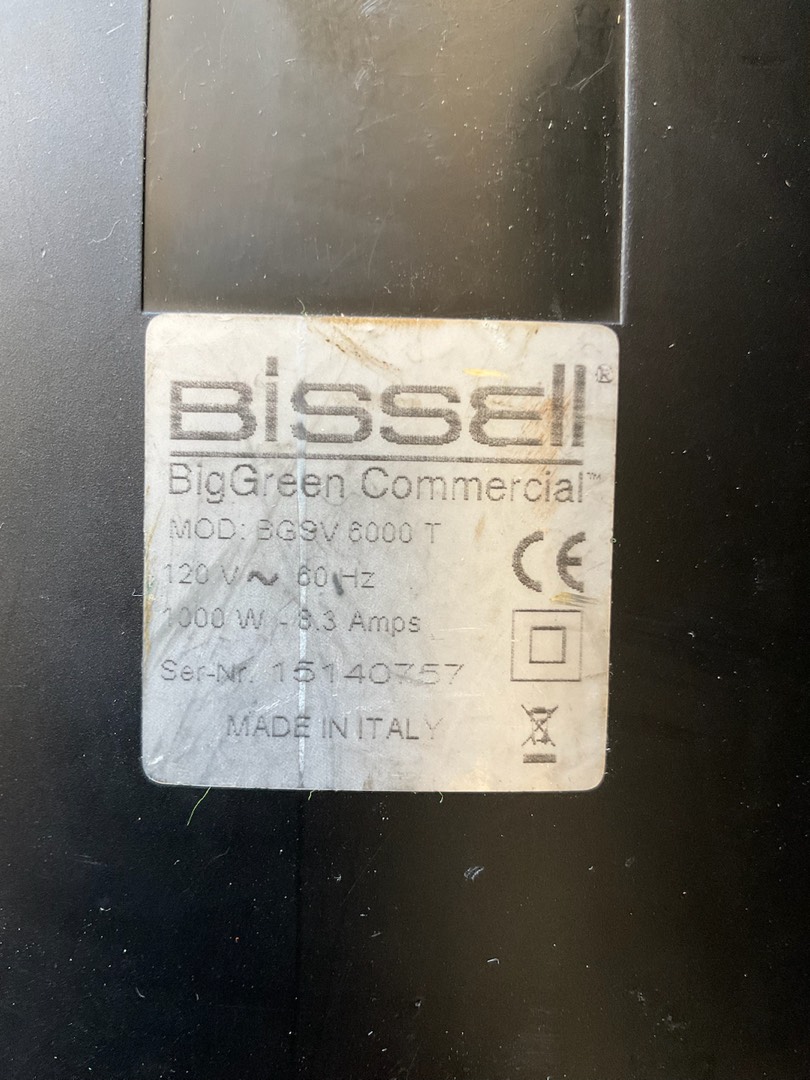 BISSELL®
BigGreen Commercial™
MOD: BGSV 6000 T
120 V ~ 60 Hz
1000 W - 8.3 Amps
Ser-Nr. 15140757
MADE IN ITALY
CE